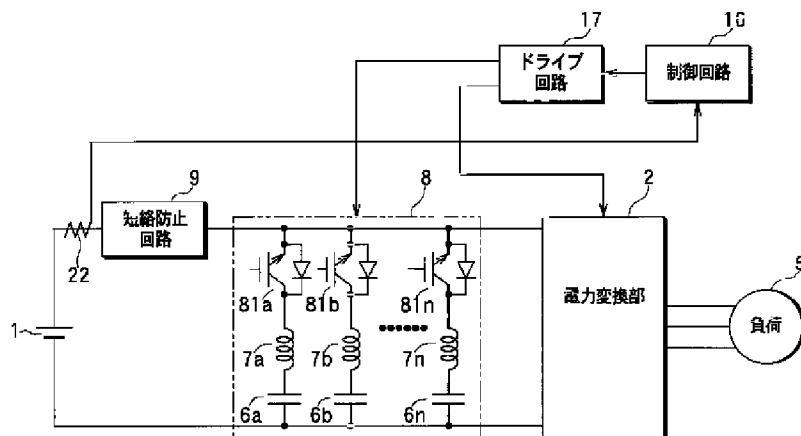 17
16
ドライブ
回路
制御回路
9
8
2
短絡防止
回路
22
81a
81b
81n
電力変換部
5
負荷
1
7a
7b
7n
6a
6b
6n